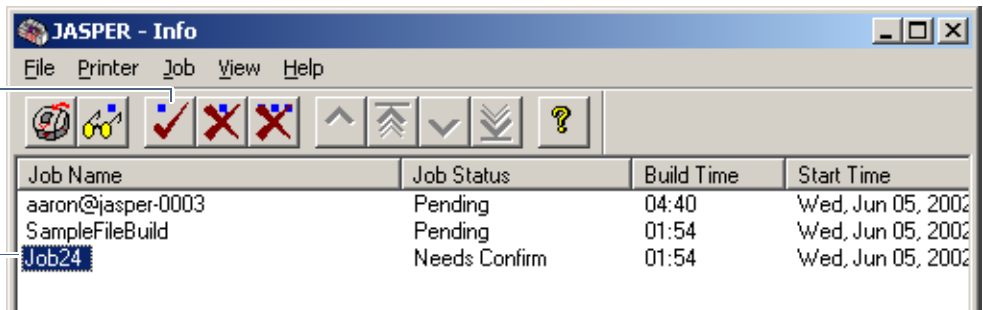 JASPER - Info
File Printer Job View Help
?
Job Name Job Status Build Time Start Time
aaron@jasper-0003 Pending 04:40 Wed, Jun 05, 2002
SampleFileBuild Pending 01:54 Wed, Jun 05, 2002
Job24 Needs Confirm 01:54 Wed, Jun 05, 2002